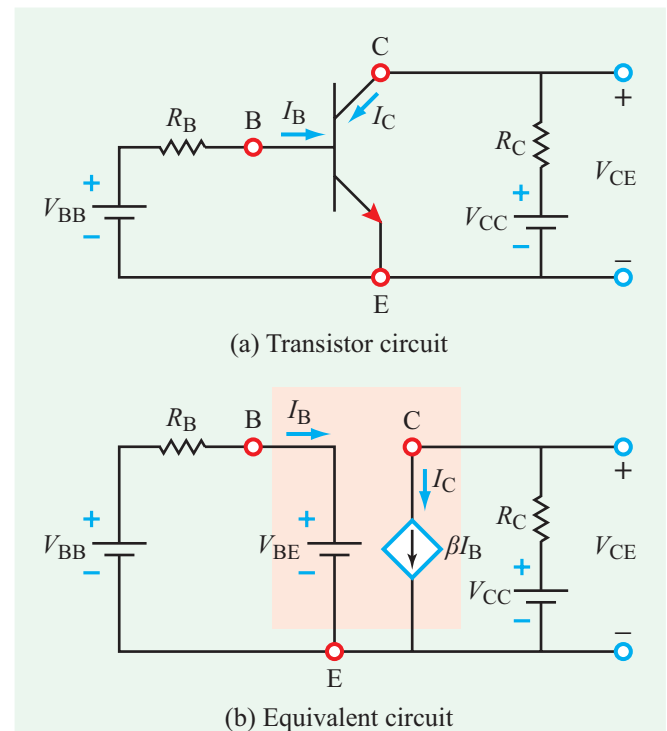 C
B
I_B
I_C
R_B
R_C
+
V_CE
+
V_BB
−
+
V_CC
−
−
E
(a) Transistor circuit
B
I_B
C
R_B
I_C
+
R_C
+
V_BB
−
+
V_BE
−
βI_B
V_CE
+
V_CC
−
−
E
(b) Equivalent circuit